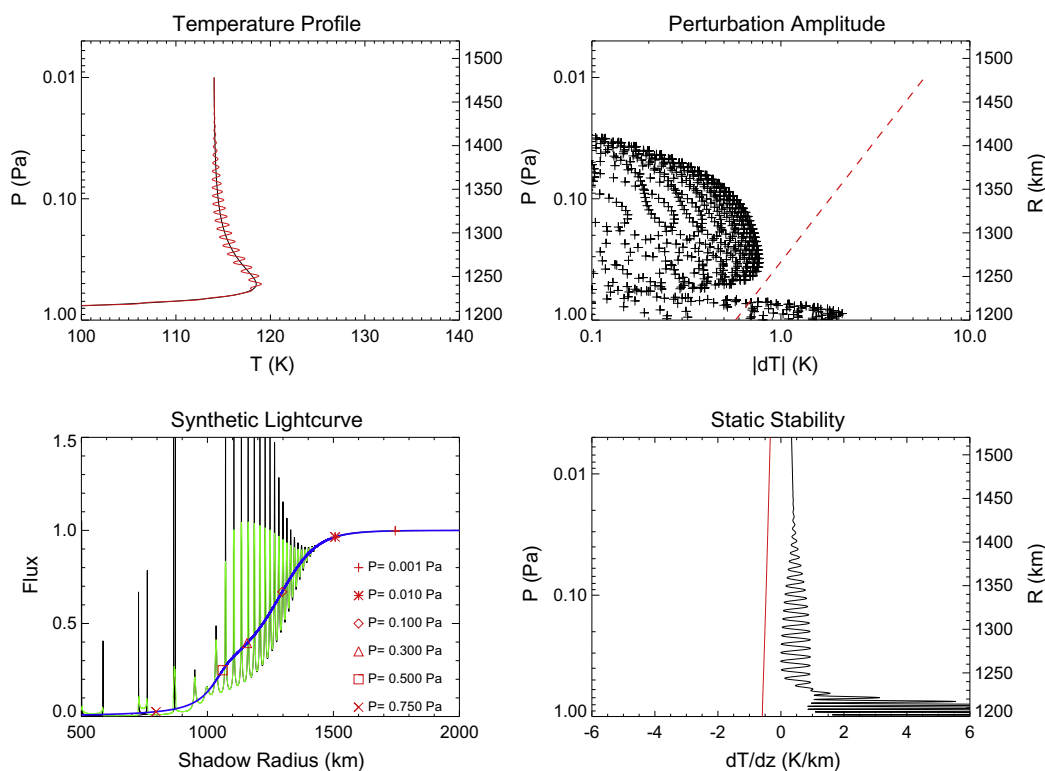 Temperature Profile
P (Pa)
0.01
0.10
1.00
1500
1450
1400
1350
1300
1250
1200
100
110
120
130
140
T (K)
Perturbation Amplitude
P (Pa)
0.01
0.10
1.00
1500
1450
1400
1350
1300
1250
1200
R (km)
0.1
1.0
10.0
|dT| (K)
Synthetic Lightcurve
Flux
1.5
1.0
0.5
0.0
P= 0.001 Pa
P= 0.010 Pa
P= 0.100 Pa
P= 0.300 Pa
P= 0.500 Pa
P= 0.750 Pa
500
1000
1500
2000
Shadow Radius (km)
Static Stability
P (Pa)
0.01
0.10
1.00
1500
1450
1400
1350
1300
1250
1200
R (km)
-6
-4
-2
0
2
4
6
dT/dz (K/km)